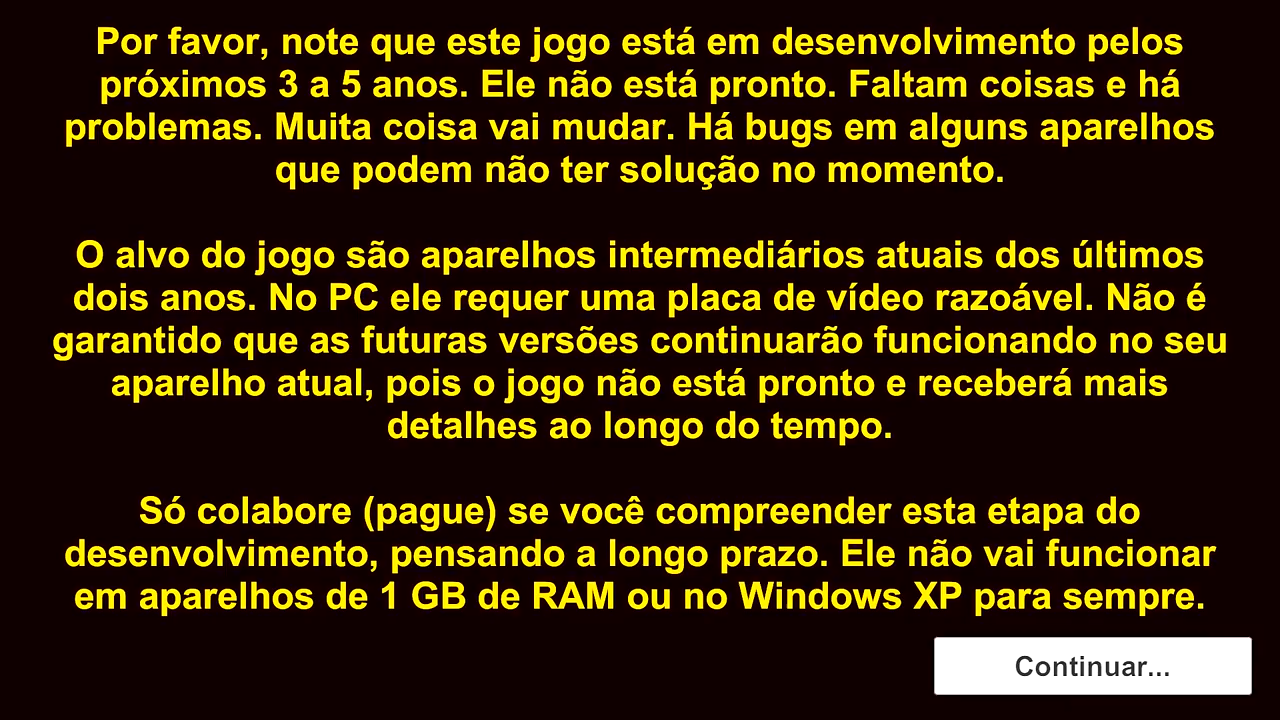 Por favor, note que este jogo está em desenvolvimento pelos
próximos 3 a 5 anos. Ele não está pronto. Faltam coisas e há
problemas. Muita coisa vai mudar. Há bugs em alguns aparelhos
que podem não ter solução no momento.
O alvo do jogo são aparelhos intermediários atuais dos últimos
dois anos. No PC ele requer uma placa de vídeo razoável. Não é
garantido que as futuras versões continuarão funcionando no seu
aparelho atual, pois o jogo não está pronto e receberá mais
detalhes ao longo do tempo.
Só colabore (pague) se você compreender esta etapa do
desenvolvimento, pensando a longo prazo. Ele não vai funcionar
em aparelhos de 1 GB de RAM ou no Windows XP para sempre.
Continuar...